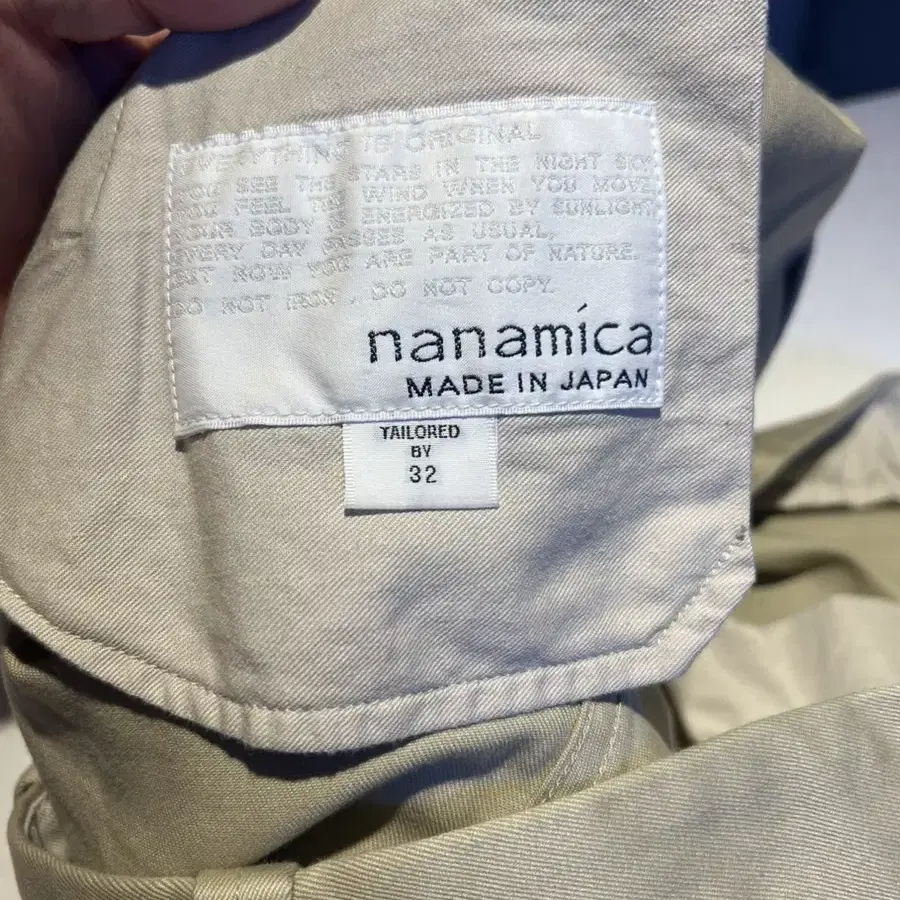 EVERYTHING IS ORIGINAL
YOU SEE THE STARS IN THE NIGHT SKY
YOU FEEL THE WIND WHEN YOU MOVE
YOUR BODY IS ENERGIZED BY SUNLIGHT
EVERY DAY PASSES AS USUAL,
BUT NOW YOU ARE PART OF NATURE.
DO NOT IRON . DO NOT COPY.
nanamíca
MADE IN JAPAN
TAILORED
BY
32